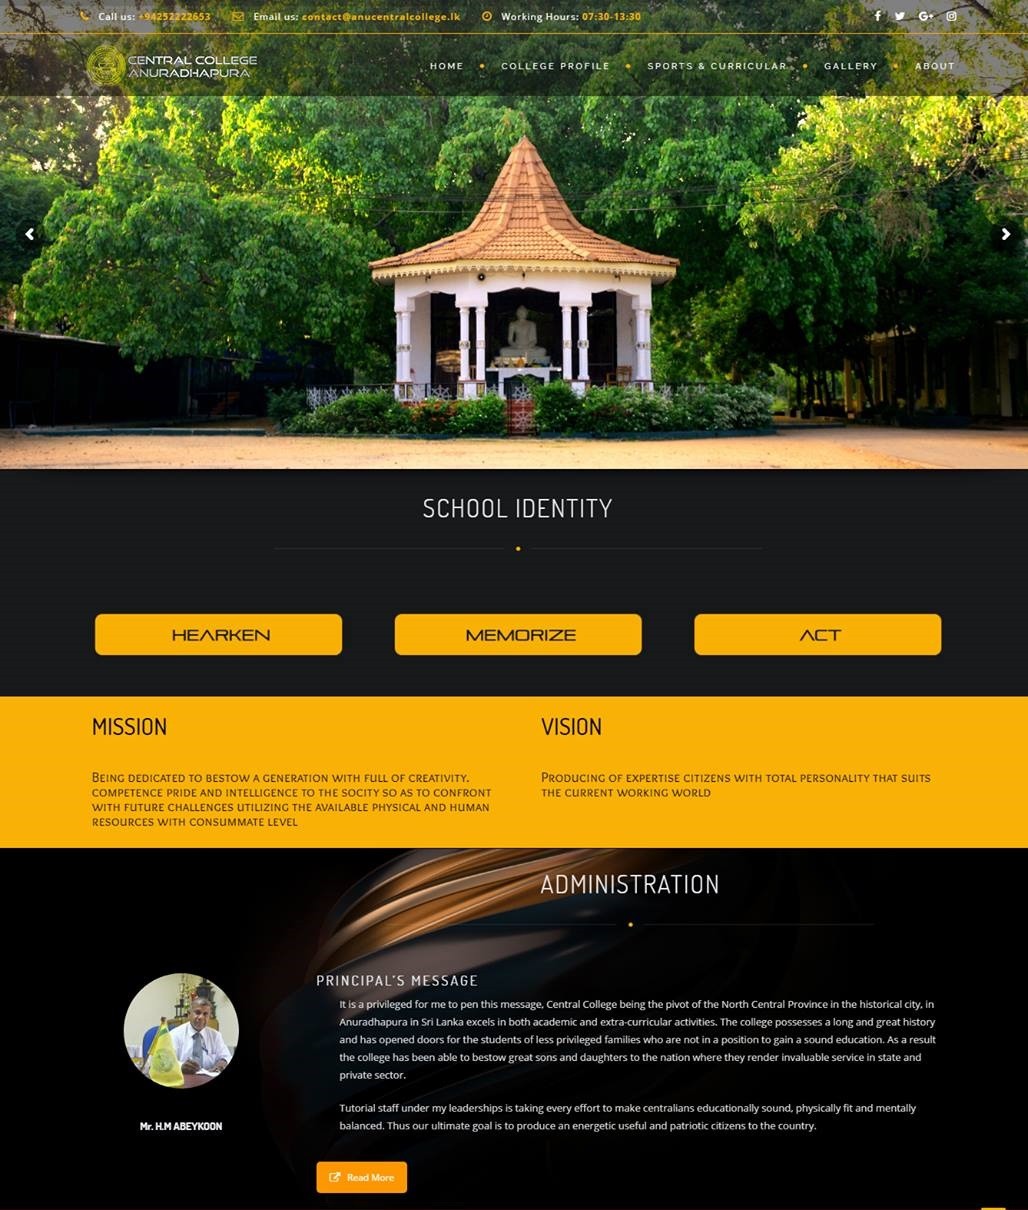 Call us: +94252222653 Email us: contact@anucentralcollege.lk Working Hours: 07:30-13:30
CENTRAL COLLEGE
ANURADHAPURA
HOME COLLEGE PROFILE SPORTS & CURRICULAR GALLERY ABOUT
SCHOOL IDENTITY
HEARKEN MEMORIZE ACT
MISSION
BEING DEDICATED TO BESTOW A GENERATION WITH FULL OF CREATIVITY.
COMPETENCE PRIDE AND INTELLIGENCE TO THE SOCITY SO AS TO CONFRONT
WITH FUTURE CHALLENGES UTILIZING THE AVAILABLE PHYSICAL AND HUMAN
RESOURCES WITH CONSUMMATE LEVEL
VISION
PRODUCING OF EXPERTISE CITIZENS WITH TOTAL PERSONALITY THAT SUITS
THE CURRENT WORKING WORLD
ADMINISTRATION
PRINCIPAL'S MESSAGE
It is a privileged for me to pen this message, Central College being the pivot of the North Central Province in the historical city, in
Anuradhapura in Sri Lanka excels in both academic and extra-curricular activities. The college possesses a long and great history
and has opened doors for the students of less privileged families who are not in a position to gain a sound education. As a result
the college has been able to bestow great sons and daughters to the nation where they render invaluable service in state and
private sector.
Tutorial staff under my leaderships is taking every effort to make centralians educationally sound, physically fit and mentally
balanced. Thus our ultimate goal is to produce an energetic useful and patriotic citizens to the country.
Mr. H.M ABEYKOON
Read More